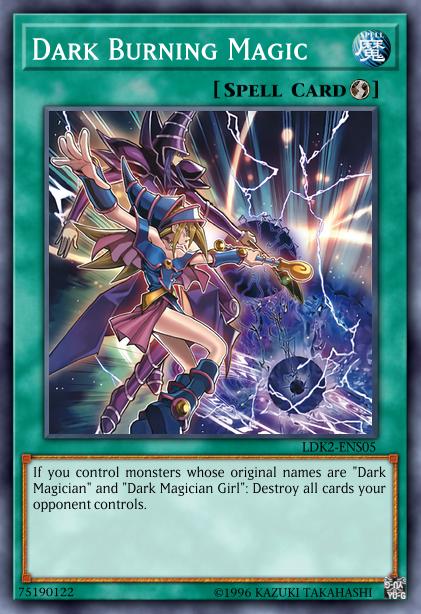 DARK BURNING MAGIC
SPELL
魔
[SPELL CARD]
LDK2-ENS05
If you control monsters whose original names are "Dark
Magician" and "Dark Magician Girl": Destroy all cards your
opponent controls.
75190122
©1996 KAZUKI TAKAHASHI